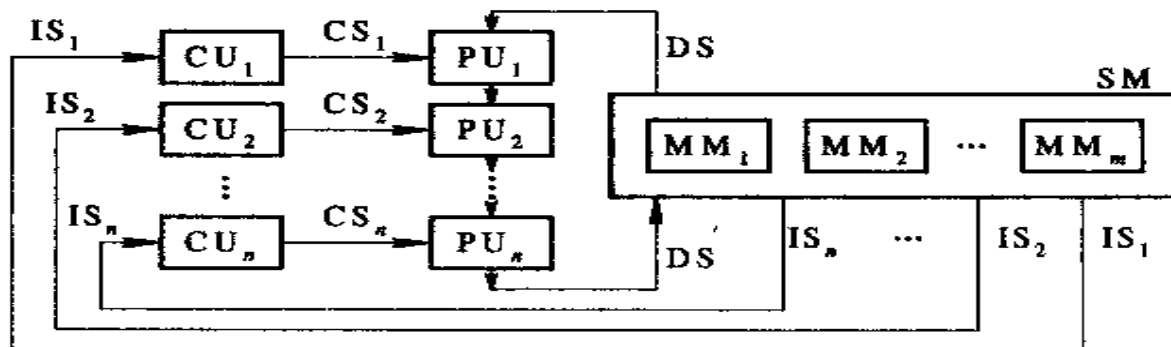 IS₁ CS₁ DS
CU₁ PU₁
SM
IS₂ CS₂
CU₂ PU₂ MM₁ MM₂ ··· MMₘ
⋮ ⋮
ISₙ CSₙ
CUₙ PUₙ DS ISₙ ··· IS₂ IS₁